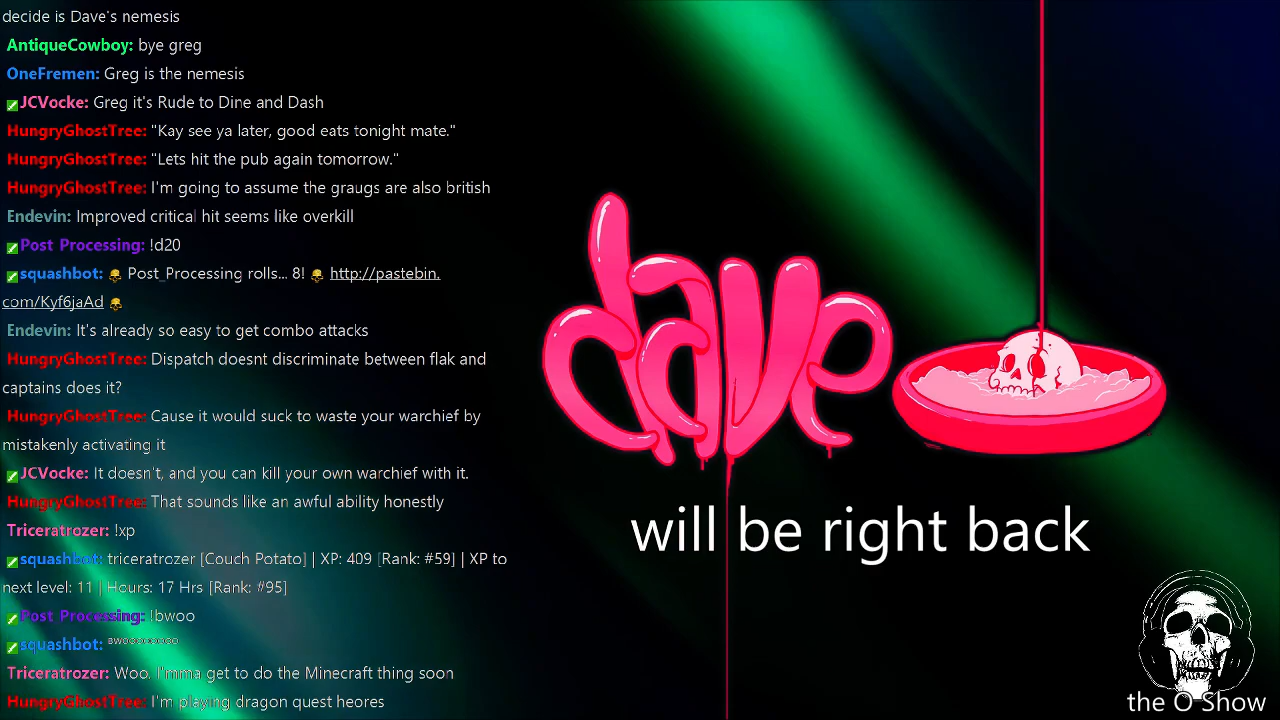 decide is Dave's nemesis
AntiqueCowboy: bye greg
OneFremen: Greg is the nemesis
JCVocke: Greg it's Rude to Dine and Dash
HungryGhostTree: "Kay see ya later, good eats tonight mate."
HungryGhostTree: "Lets hit the pub again tomorrow."
HungryGhostTree: I'm going to assume the graugs are also british
Endevin: Improved critical hit seems like overkill
Post_Processing: !d20
squashbot: Post_Processing rolls... 8! http://pastebin.
com/Kyf6jaAd
Endevin: It's already so easy to get combo attacks
HungryGhostTree: Dispatch doesnt discriminate between flak and
captains does it?
HungryGhostTree: Cause it would suck to waste your warchief by
mistakenly activating it
JCVocke: It doesn't, and you can kill your own warchief with it.
HungryGhostTree: That sounds like an awful ability honestly
Triceratrozer: !xp
squashbot: triceratrozer [Couch Potato] | XP: 409 [Rank: #59] | XP to
next level: 11 | Hours: 17 Hrs [Rank: #95]
Post_Processing: !bwoo
squashbot:
Triceratrozer: Woo. I'mma get to do the Minecraft thing soon
HungryGhostTree: I'm playing dragon quest heores
dave
will be right back
the O Show